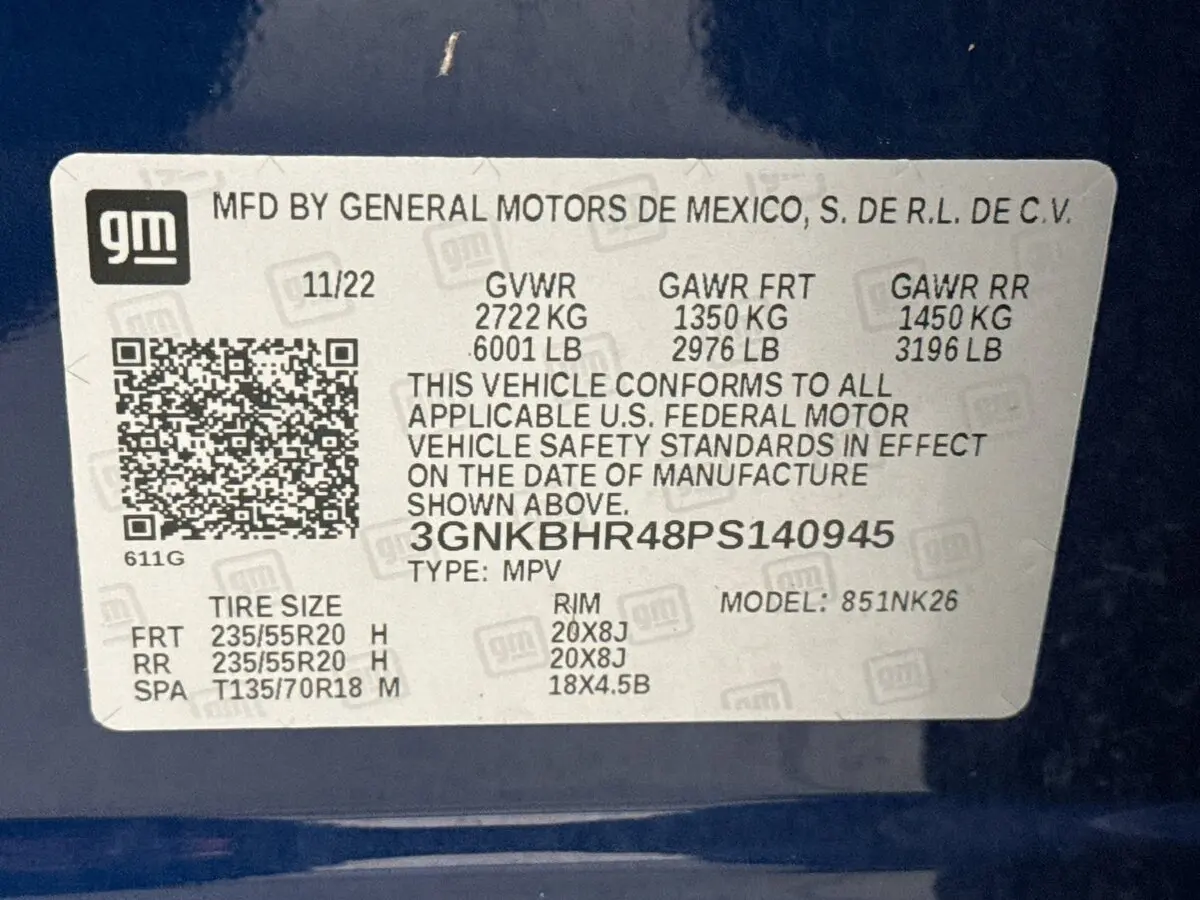 gm
MFD BY GENERAL MOTORS DE MEXICO, S. DE R.L. DE C.V.
11/22 GVWR GAWR FRT GAWR RR
2722 KG 1350 KG 1450 KG
6001 LB 2976 LB 3196 LB
THIS VEHICLE CONFORMS TO ALL
APPLICABLE U.S. FEDERAL MOTOR
VEHICLE SAFETY STANDARDS IN EFFECT
ON THE DATE OF MANUFACTURE
SHOWN ABOVE.
3GNKBHR48PS140945
611G
TYPE: MPV
TIRE SIZE RIM MODEL: 851NK26
FRT 235/55R20 H 20X8J
RR 235/55R20 H 20X8J
SPA T135/70R18 M 18X4.5B